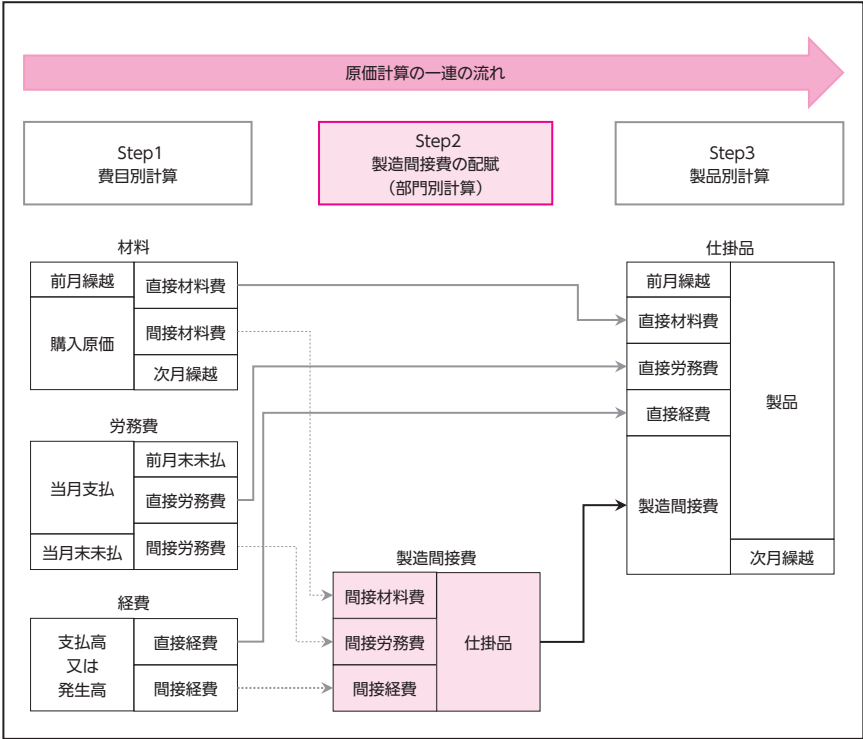 原価計算の一連の流れ
Step1
費目別計算
Step2
製造間接費の配賦
（部門別計算）
Step3
製品別計算
材料
前月繰越
購入原価
直接材料費
間接材料費
次月繰越
労務費
当月支払
当月末未払
前月末未払
直接労務費
間接労務費
経費
支払高
又は
発生高
直接経費
間接経費
製造間接費
間接材料費
間接労務費
間接経費
仕掛品
仕掛品
前月繰越
直接材料費
直接労務費
直接経費
製造間接費
製品
次月繰越